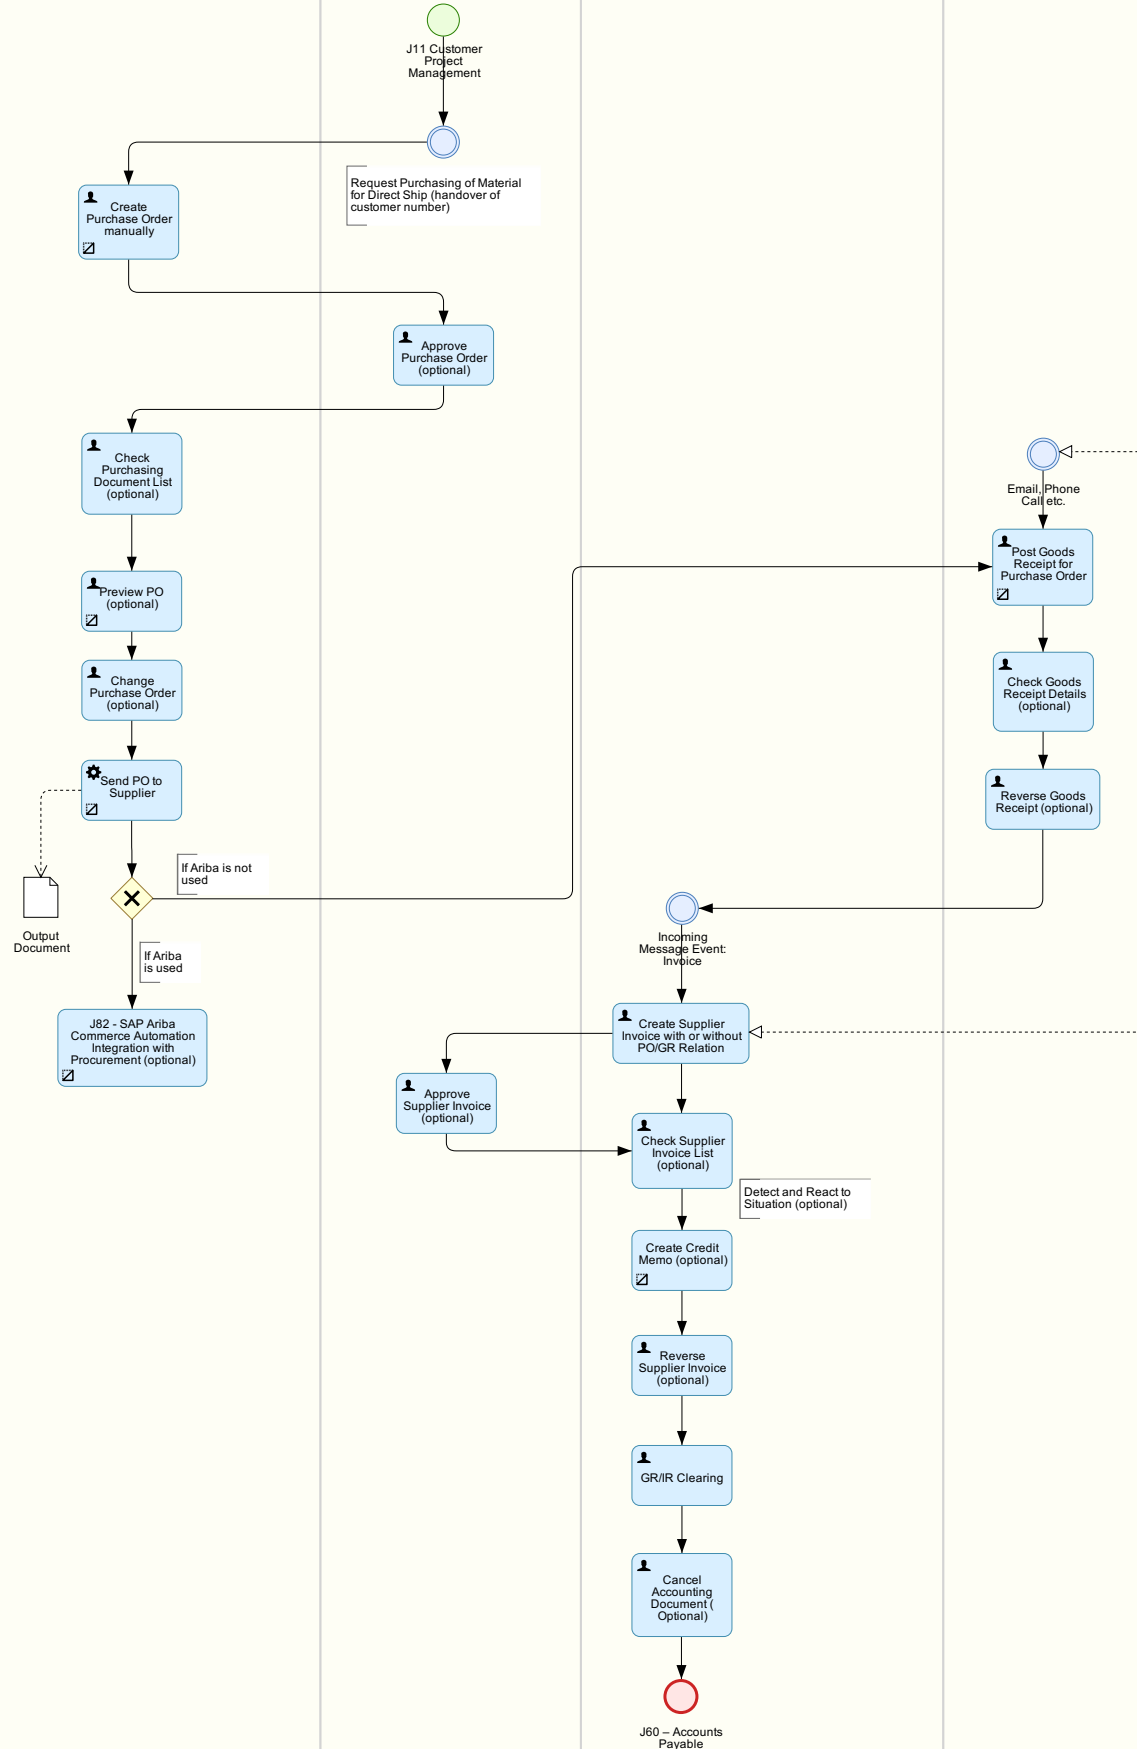 J11 Customer
Project
Management
Request Purchasing of Material
for Direct Ship (handover of
customer number)
Create
Purchase Order
manually
Approve
Purchase Order
(optional)
Check
Purchasing
Document List
(optional)
Preview PO
(optional)
Change
Purchase Order
(optional)
Send PO to
Supplier
If Ariba is not
used
Output
Document
If Ariba
is used
J82 - SAP Ariba
Commerce Automation
Integration with
Procurement (optional)
Email, Phone
Call etc.
Post Goods
Receipt for
Purchase Order
Check Goods
Receipt Details
(optional)
Reverse Goods
Receipt (optional)
Incoming
Message Event:
Invoice
Create Supplier
Invoice with or without
PO/GR Relation
Approve
Supplier Invoice
(optional)
Check Supplier
Invoice List
(optional)
Detect and React to
Situation (optional)
Create Credit
Memo (optional)
Reverse
Supplier Invoice
(optional)
GR/IR Clearing
Cancel
Accounting
Document (
Optional)
J60 – Accounts
Payable